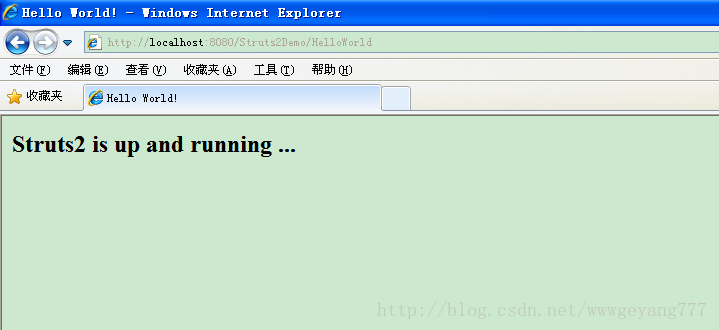 Hello World! - Windows Internet Explorer
http://localhost:8080/Struts2Demo/HelloWorld
文件(F) 编辑(E) 查看(V) 收藏夹(A) 工具(T) 帮助(H)
收藏夹 Hello World!
Struts2 is up and running ...
http://blog.csdn.net/wwwgeyang777